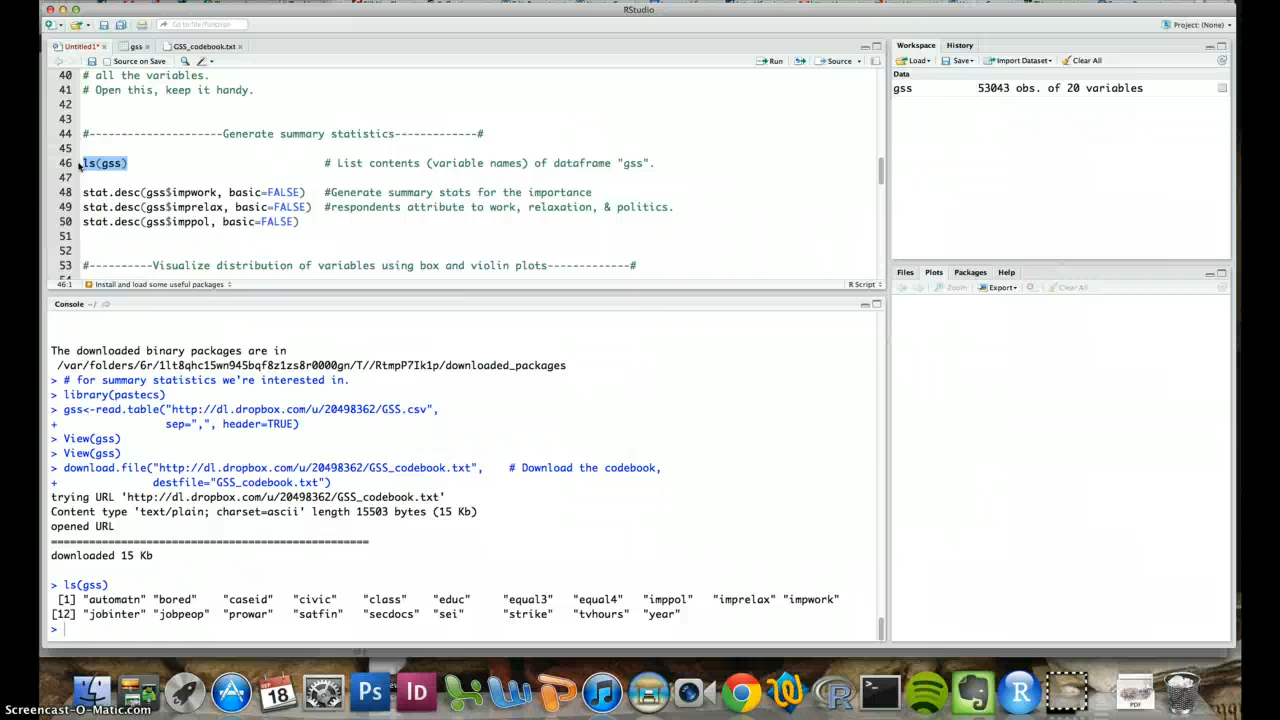 RStudio
Go to file/function
Project: (None)
Untitled1*
gss
GSS_codebook.txt
Source on Save
Run
Source
40 # all the variables.
41 # Open this, keep it handy.
42
43
44 #---------------------Generate summary statistics-------------#
45
46 ls(gss) # List contents (variable names) of dataframe "gss".
47
48 stat.desc(gss$impwork, basic=FALSE) #Generate summary stats for the importance
49 stat.desc(gss$imprelax, basic=FALSE) #respondents attribute to work, relaxation, & politics.
50 stat.desc(gss$imppol, basic=FALSE)
51
52
53 #----------Visualize distribution of variables using box and violin plots-------------#
46:1 Install and load some useful packages R Script
Console ~/
The downloaded binary packages are in
/var/folders/6r/1lt8qhc15wn945bqf8z1zs8r0000gn/T//RtmpP7Ik1p/downloaded_packages
> # for summary statistics we're interested in.
> library(pastecs)
> gss<-read.table("http://dl.dropbox.com/u/20498362/GSS.csv",
+ sep=",", header=TRUE)
> View(gss)
> View(gss)
> download.file("http://dl.dropbox.com/u/20498362/GSS_codebook.txt", # Download the codebook,
+ destfile="GSS_codebook.txt")
trying URL 'http://dl.dropbox.com/u/20498362/GSS_codebook.txt'
Content type 'text/plain; charset=ascii' length 15503 bytes (15 Kb)
opened URL
==================================================
downloaded 15 Kb
> ls(gss)
[1] "automatn" "bored" "caseid" "civic" "class" "educ" "equal3" "equal4" "imppol" "imprelax" "impwork"
[12] "jobinter" "jobpeop" "prowar" "satfin" "secdocs" "sei" "strike" "tvhours" "year"
>
Workspace History
Load Save Import Dataset Clear All
Data
gss 53043 obs. of 20 variables
Files Plots Packages Help
Zoom Export Clear All
SEP
18
Ps
Id
R
R
PDF
Screencast-O-Matic.com